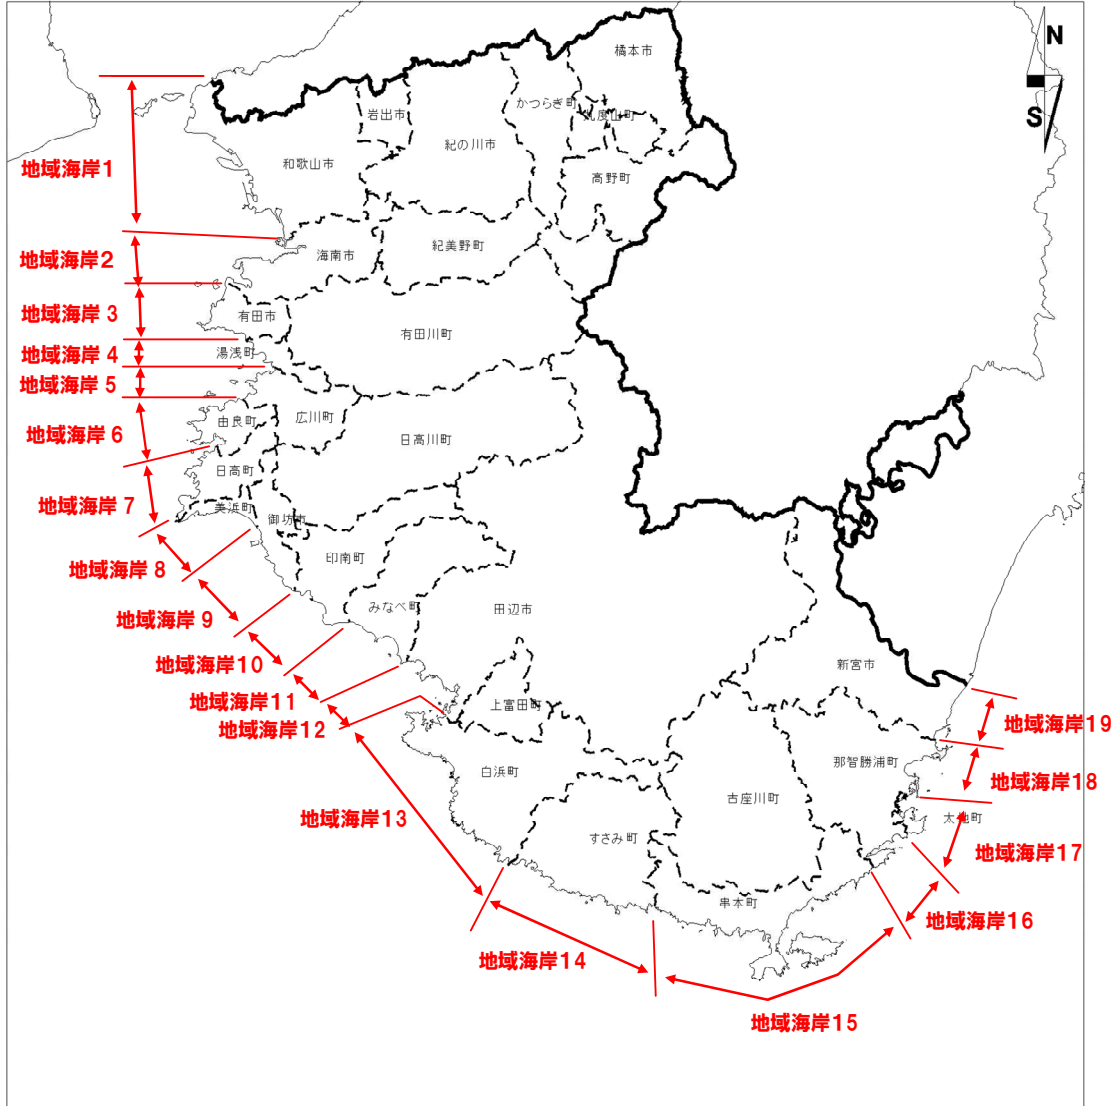 N
S
橋本市
かつらぎ町
九度山町
岩出市
紀の川市
和歌山市
高野町
地域海岸1
海南市
紀美野町
地域海岸2
有田市
地域海岸 3
有田川町
湯浅町
地域海岸 4
地域海岸 5
広川町
由良町
地域海岸 6
日高川町
日高町
地域海岸 7
美浜町
御坊市
印南町
地域海岸 8
みなべ町
田辺市
地域海岸 9
地域海岸10
新宮市
地域海岸11
上富田町
地域海岸12
地域海岸19
那智勝浦町
白浜町
地域海岸18
古座川町
地域海岸13
太地町
すさみ町
地域海岸17
串本町
地域海岸16
地域海岸14
地域海岸15